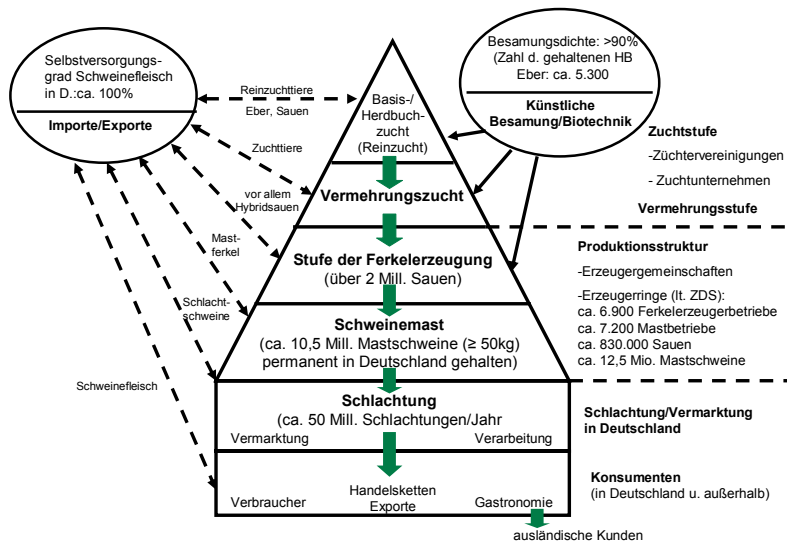 Selbstversorgungs-
grad Schweinefleisch
in D.:ca. 100%
Importe/Exporte
Reinzuchttiere
Eber, Sauen
Zuchttiere
vor allem
Hybridsauen
Mast-
ferkel
Schlacht-
schweine
Schweinefleisch
Basis-/
Herdbuch-
zucht
(Reinzucht)
Vermehrungszucht
Stufe der Ferkelerzeugung
(über 2 Mill. Sauen)
Schweinemast
(ca. 10,5 Mill. Mastschweine (≥ 50kg)
permanent in Deutschland gehalten)
Schlachtung
(ca. 50 Mill. Schlachtungen/Jahr
Vermarktung
Verarbeitung
Verbraucher
Handelsketten
Exporte
Gastronomie
ausländische Kunden
Besamungsdichte: >90%
(Zahl d. gehaltenen HB
Eber: ca. 5.300
Künstliche
Besamung/Biotechnik
Zuchtstufe
-Züchtervereinigungen
- Zuchtunternehmen
Vermehrungsstufe
Produktionsstruktur
-Erzeugergemeinschaften
-Erzeugerringe (lt. ZDS):
ca. 6.900 Ferkelerzeugerbetriebe
ca. 7.200 Mastbetriebe
ca. 830.000 Sauen
ca. 12,5 Mio. Mastschweine
Schlachtung/Vermarktung
in Deutschland
Konsumenten
(in Deutschland u. außerhalb)